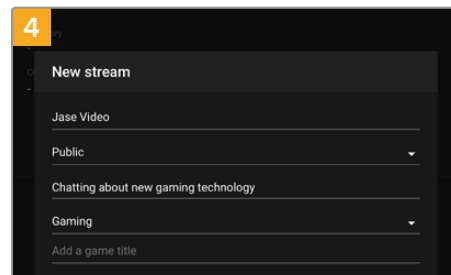 4
New stream
Jase Video
Public
Chatting about new gaming technology
Gaming
Add a game title